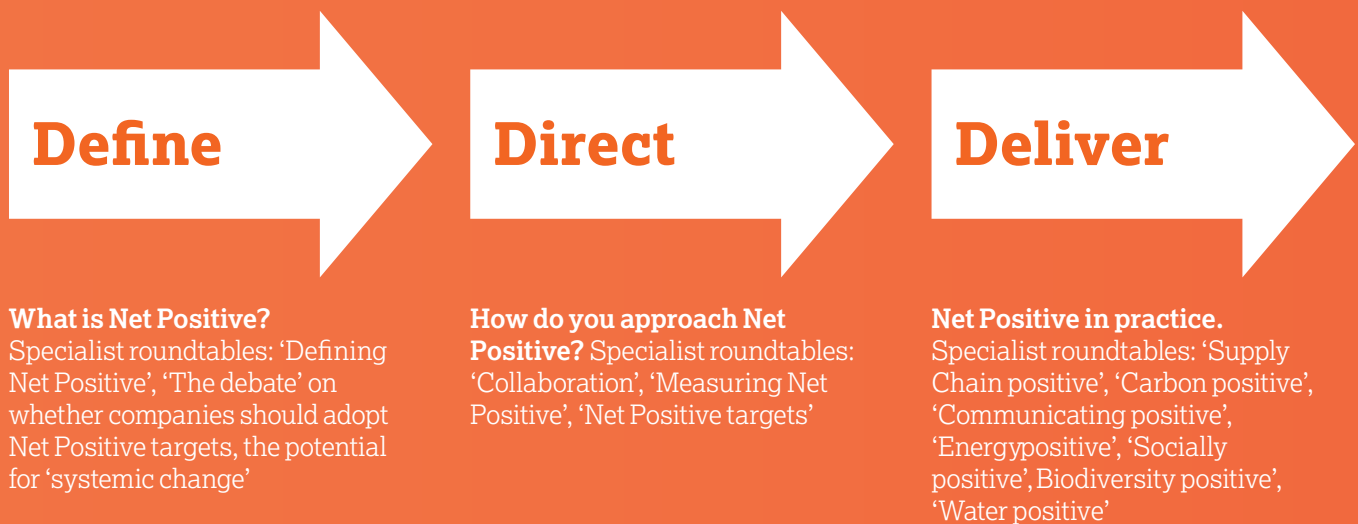 Define
What is Net Positive?
Specialist roundtables: ‘Defining
Net Positive’, ‘The debate’ on
whether companies should adopt
Net Positive targets, the potential
for ‘systemic change’
Direct
How do you approach Net
Positive? Specialist roundtables:
‘Collaboration’, ‘Measuring Net
Positive’, ‘Net Positive targets’
Deliver
Net Positive in practice.
Specialist roundtables: ‘Supply
Chain positive’, ‘Carbon positive’,
‘Communicating positive’,
‘Energypositive’, ‘Socially
positive’, Biodiversity positive’,
‘Water positive’